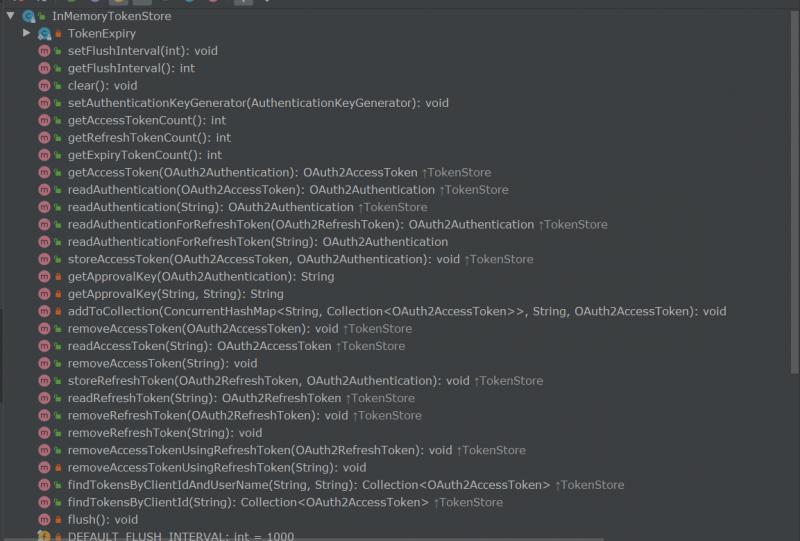 InMemoryTokenStore
TokenExpiry
setFlushInterval(int): void
getFlushInterval(): int
clear(): void
setAuthenticationKeyGenerator(AuthenticationKeyGenerator): void
getAccessTokenCount(): int
getRefreshTokenCount(): int
getExpiryTokenCount(): int
getAccessToken(OAuth2Authentication): OAuth2AccessToken ↑TokenStore
readAuthentication(OAuth2AccessToken): OAuth2Authentication ↑TokenStore
readAuthentication(String): OAuth2Authentication ↑TokenStore
readAuthenticationForRefreshToken(OAuth2RefreshToken): OAuth2Authentication ↑TokenStore
readAuthenticationForRefreshToken(String): OAuth2Authentication
storeAccessToken(OAuth2AccessToken, OAuth2Authentication): void ↑TokenStore
getApprovalKey(OAuth2Authentication): String
getApprovalKey(String, String): String
addToCollection(ConcurrentHashMap<String, Collection<OAuth2AccessToken>>, String, OAuth2AccessToken): void
removeAccessToken(OAuth2AccessToken): void ↑TokenStore
readAccessToken(String): OAuth2AccessToken ↑TokenStore
removeAccessToken(String): void
storeRefreshToken(OAuth2RefreshToken, OAuth2Authentication): void ↑TokenStore
readRefreshToken(String): OAuth2RefreshToken ↑TokenStore
removeRefreshToken(OAuth2RefreshToken): void ↑TokenStore
removeRefreshToken(String): void
removeAccessTokenUsingRefreshToken(OAuth2RefreshToken): void ↑TokenStore
removeAccessTokenUsingRefreshToken(String): void
findTokensByClientIdAndUserName(String, String): Collection<OAuth2AccessToken> ↑TokenStore
findTokensByClientId(String): Collection<OAuth2AccessToken> ↑TokenStore
flush(): void
DEFAULT_FLUSH_INTERVAL: int = 1000